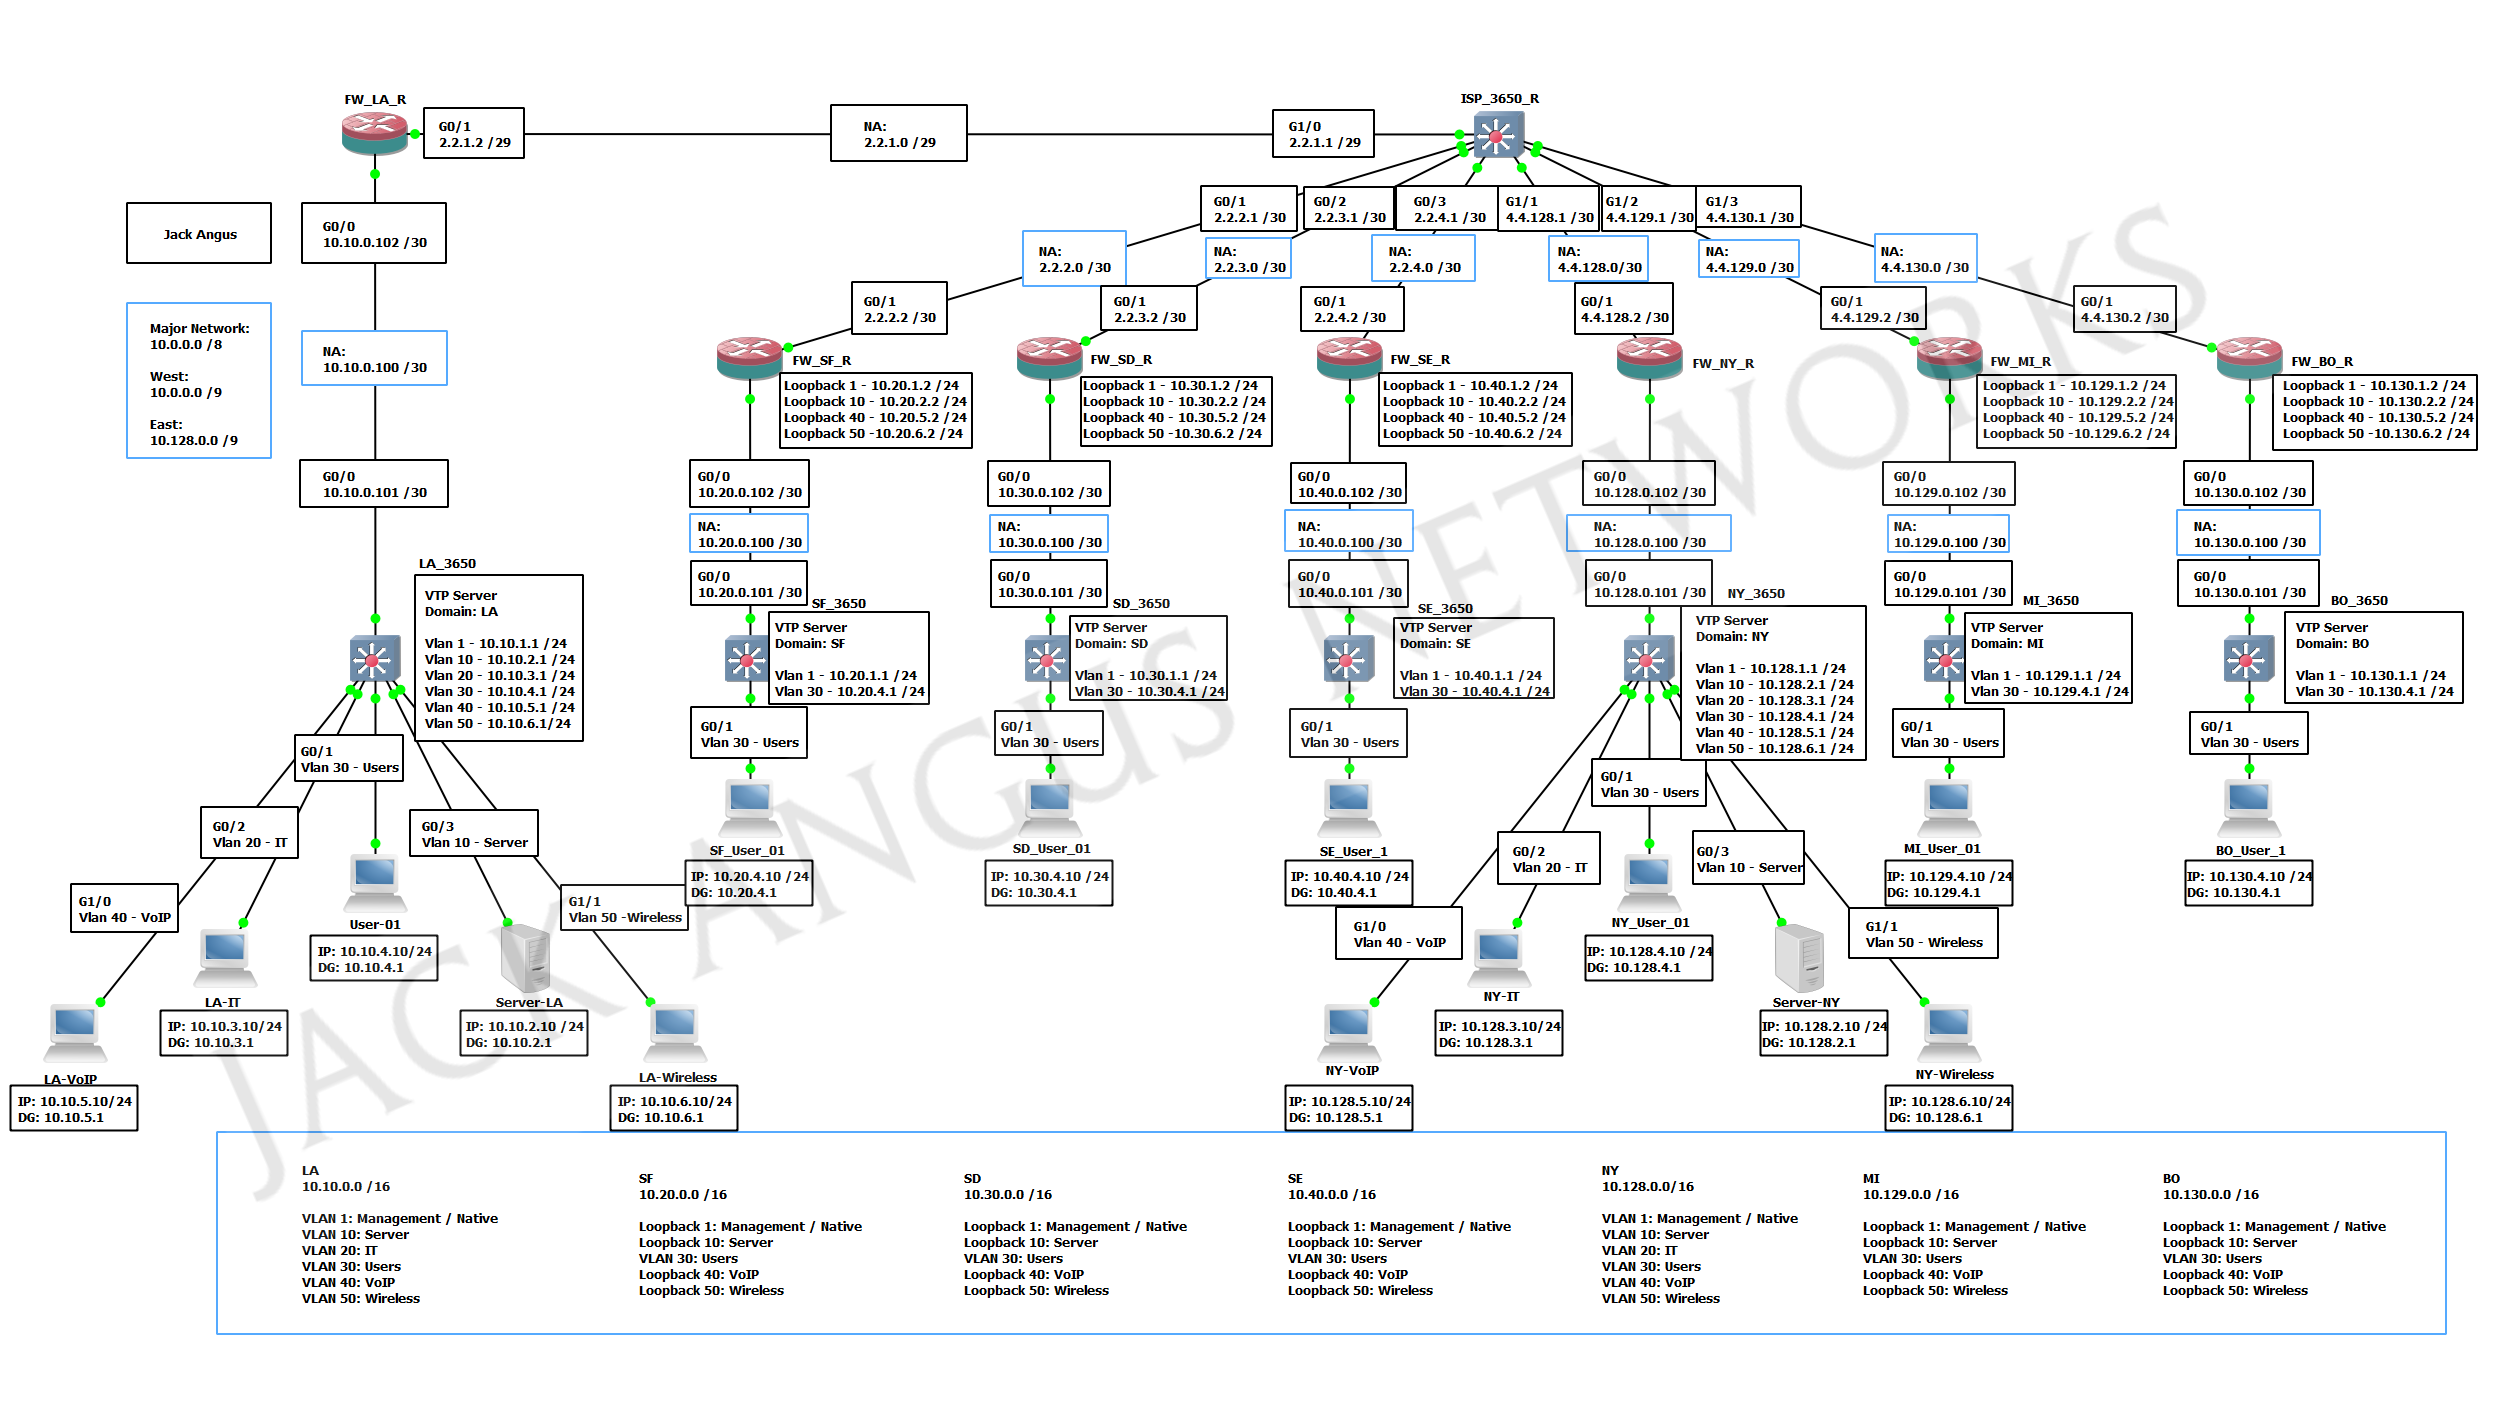 FW_LA_R
G0/1
2.2.1.2 /29
NA:
2.2.1.0 /29
G1/0
2.2.1.1 /29
ISP_3650_R
Jack Angus
G0/0
10.10.0.102 /30
G0/1
2.2.2.1 /30
G0/2
2.2.3.1 /30
G0/3
2.2.4.1 /30
G1/1
4.4.128.1 /30
G1/2
4.4.129.1 /30
G1/3
4.4.130.1 /30
NA:
2.2.2.0 /30
NA:
2.2.3.0 /30
NA:
2.2.4.0 /30
NA:
4.4.128.0/30
NA:
4.4.129.0 /30
NA:
4.4.130.0 /30
G0/1
2.2.2.2 /30
G0/1
2.2.3.2 /30
G0/1
2.2.4.2 /30
G0/1
4.4.128.2 /30
G0/1
4.4.129.2 /30
G0/1
4.4.130.2 /30
Major Network:
10.0.0.0 /8
West:
10.0.0.0 /9
East:
10.128.0.0 /9
NA:
10.10.0.100 /30
FW_SF_R
Loopback 1 - 10.20.1.2 /24
Loopback 10 - 10.20.2.2 /24
Loopback 40 - 10.20.5.2 /24
Loopback 50 -10.20.6.2 /24
FW_SD_R
Loopback 1 - 10.30.1.2 /24
Loopback 10 - 10.30.2.2 /24
Loopback 40 - 10.30.5.2 /24
Loopback 50 -10.30.6.2 /24
FW_SE_R
Loopback 1 - 10.40.1.2 /24
Loopback 10 - 10.40.2.2 /24
Loopback 40 - 10.40.5.2 /24
Loopback 50 -10.40.6.2 /24
FW_NY_R
FW_MI_R
Loopback 1 - 10.129.1.2 /24
Loopback 10 - 10.129.2.2 /24
Loopback 40 - 10.129.5.2 /24
Loopback 50 -10.129.6.2 /24
FW_BO_R
Loopback 1 - 10.130.1.2 /24
Loopback 10 - 10.130.2.2 /24
Loopback 40 - 10.130.5.2 /24
Loopback 50 -10.130.6.2 /24
G0/0
10.10.0.101 /30
G0/0
10.20.0.102 /30
G0/0
10.30.0.102 /30
G0/0
10.40.0.102 /30
G0/0
10.128.0.102 /30
G0/0
10.129.0.102 /30
G0/0
10.130.0.102 /30
NA:
10.20.0.100 /30
NA:
10.30.0.100 /30
NA:
10.40.0.100 /30
NA:
10.128.0.100 /30
NA:
10.129.0.100 /30
NA:
10.130.0.100 /30
G0/0
10.20.0.101 /30
G0/0
10.30.0.101 /30
G0/0
10.40.0.101 /30
G0/0
10.128.0.101 /30
G0/0
10.129.0.101 /30
G0/0
10.130.0.101 /30
LA_3650
VTP Server
Domain: LA
Vlan 1 - 10.10.1.1 /24
Vlan 10 - 10.10.2.1 /24
Vlan 20 - 10.10.3.1 /24
Vlan 30 - 10.10.4.1 /24
Vlan 40 - 10.10.5.1 /24
Vlan 50 - 10.10.6.1/24
SF_3650
VTP Server
Domain: SF
Vlan 1 - 10.20.1.1 /24
Vlan 30 - 10.20.4.1 /24
SD_3650
VTP Server
Domain: SD
Vlan 1 - 10.30.1.1 /24
Vlan 30 - 10.30.4.1 /24
SE_3650
VTP Server
Domain: SE
Vlan 1 - 10.40.1.1 /24
Vlan 30 - 10.40.4.1 /24
NY_3650
VTP Server
Domain: NY
Vlan 1 - 10.128.1.1 /24
Vlan 10 - 10.128.2.1 /24
Vlan 20 - 10.128.3.1 /24
Vlan 30 - 10.128.4.1 /24
Vlan 40 - 10.128.5.1 /24
Vlan 50 - 10.128.6.1 /24
MI_3650
VTP Server
Domain: MI
Vlan 1 - 10.129.1.1 /24
Vlan 30 - 10.129.4.1 /24
BO_3650
VTP Server
Domain: BO
Vlan 1 - 10.130.1.1 /24
Vlan 30 - 10.130.4.1 /24
G0/1
Vlan 30 - Users
G0/2
Vlan 20 - IT
G0/3
Vlan 10 - Server
G1/0
Vlan 40 - VoIP
G1/1
Vlan 50 -Wireless
G0/1
Vlan 30 - Users
G0/1
Vlan 30 - Users
G0/1
Vlan 30 - Users
G0/1
Vlan 30 - Users
G0/2
Vlan 20 - IT
G0/3
Vlan 10 - Server
G1/0
Vlan 40 - VoIP
G1/1
Vlan 50 - Wireless
G0/1
Vlan 30 - Users
G0/1
Vlan 30 - Users
SF_User_01
IP: 10.20.4.10 /24
DG: 10.20.4.1
SD_User_01
IP: 10.30.4.10 /24
DG: 10.30.4.1
SE_User_1
IP: 10.40.4.10 /24
DG: 10.40.4.1
MI_User_01
IP: 10.129.4.10 /24
DG: 10.129.4.1
BO_User_1
IP: 10.130.4.10 /24
DG: 10.130.4.1
User-01
IP: 10.10.4.10/24
DG: 10.10.4.1
NY_User_01
IP: 10.128.4.10 /24
DG: 10.128.4.1
LA-IT
IP: 10.10.3.10/24
DG: 10.10.3.1
Server-LA
IP: 10.10.2.10 /24
DG: 10.10.2.1
NY-IT
IP: 10.128.3.10/24
DG: 10.128.3.1
Server-NY
IP: 10.128.2.10 /24
DG: 10.128.2.1
LA-VoIP
IP: 10.10.5.10/24
DG: 10.10.5.1
LA-Wireless
IP: 10.10.6.10/24
DG: 10.10.6.1
NY-VoIP
IP: 10.128.5.10/24
DG: 10.128.5.1
NY-Wireless
IP: 10.128.6.10/24
DG: 10.128.6.1
JACK ANGUS NETWORKS
LA
10.10.0.0 /16
VLAN 1: Management / Native
VLAN 10: Server
VLAN 20: IT
VLAN 30: Users
VLAN 40: VoIP
VLAN 50: Wireless
SF
10.20.0.0 /16
Loopback 1: Management / Native
Loopback 10: Server
VLAN 30: Users
Loopback 40: VoIP
Loopback 50: Wireless
SD
10.30.0.0 /16
Loopback 1: Management / Native
Loopback 10: Server
VLAN 30: Users
Loopback 40: VoIP
Loopback 50: Wireless
SE
10.40.0.0 /16
Loopback 1: Management / Native
Loopback 10: Server
VLAN 30: Users
Loopback 40: VoIP
Loopback 50: Wireless
NY
10.128.0.0/16
VLAN 1: Management / Native
VLAN 10: Server
VLAN 20: IT
VLAN 30: Users
VLAN 40: VoIP
VLAN 50: Wireless
MI
10.129.0.0 /16
Loopback 1: Management / Native
Loopback 10: Server
VLAN 30: Users
Loopback 40: VoIP
Loopback 50: Wireless
BO
10.130.0.0 /16
Loopback 1: Management / Native
Loopback 10: Server
VLAN 30: Users
Loopback 40: VoIP
Loopback 50: Wireless